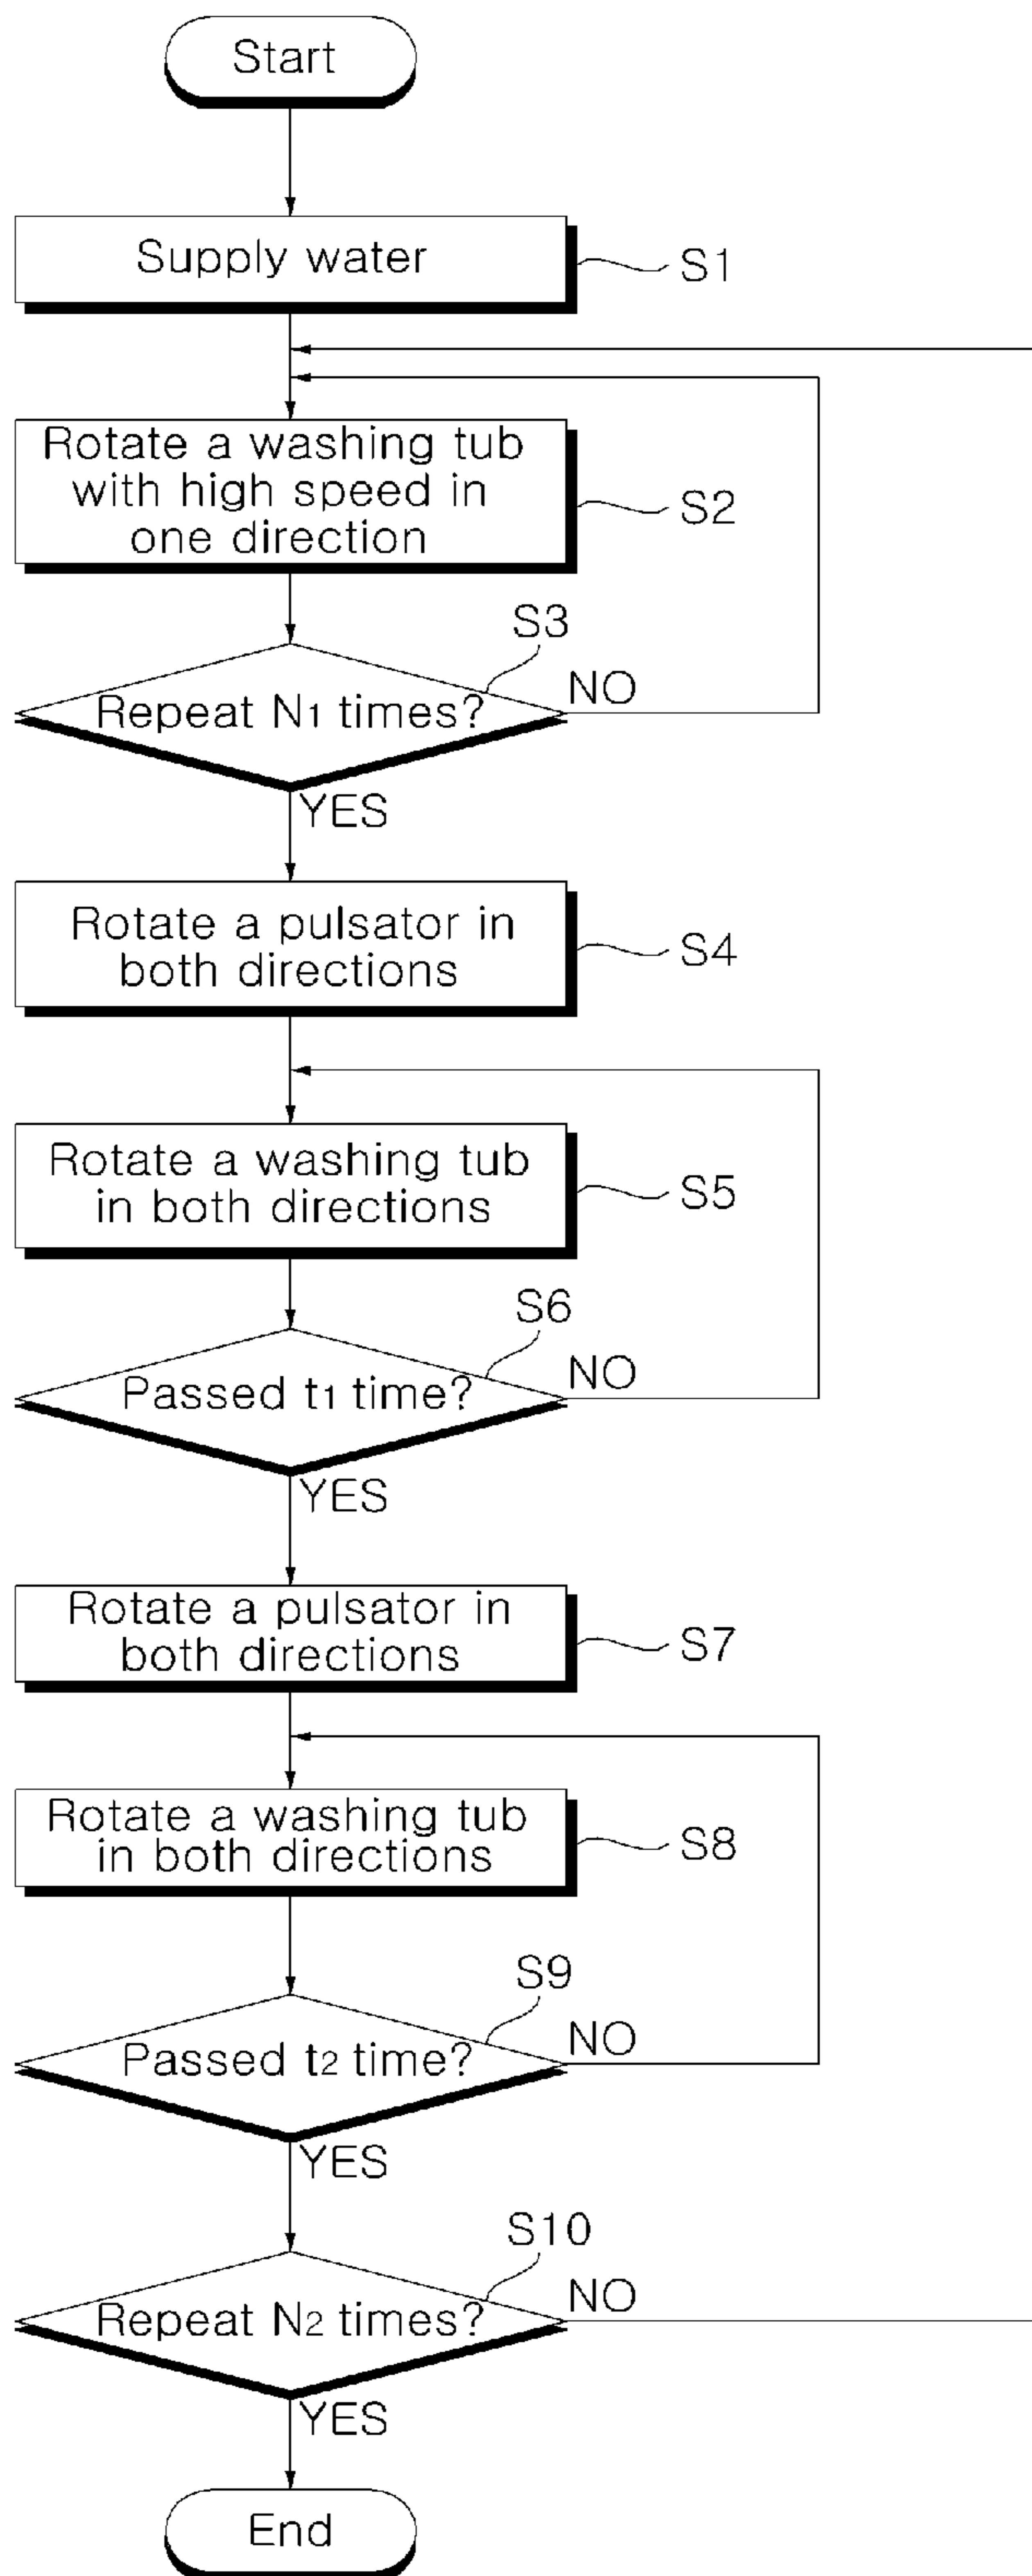 Start
Supply water
S1
Rotate a washing tub
with high speed in
one direction
S2
S3
Repeat N1 times?
NO
YES
Rotate a pulsator in
both directions
S4
Rotate a washing tub
in both directions
S5
S6
Passed t1 time?
NO
YES
Rotate a pulsator in
both directions
S7
Rotate a washing tub
in both directions
S8
S9
Passed t2 time?
NO
YES
S10
Repeat N2 times?
NO
YES
End